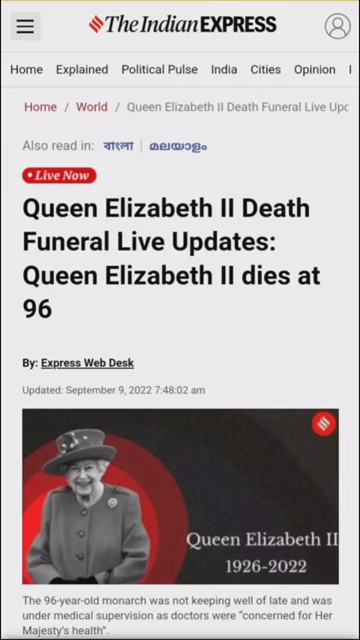 The Indian EXPRESS
Home Explained Political Pulse India Cities Opinion
Home / World / Queen Elizabeth II Death Funeral Live Upd
Also read in: বাংলা | മലയാളം
• Live Now
Queen Elizabeth II Death
Funeral Live Updates:
Queen Elizabeth II dies at
96
By: Express Web Desk
Updated: September 9, 2022 7:48:02 am
Queen Elizabeth II
1926-2022
The 96-year-old monarch was not keeping well of late and was
under medical supervision as doctors were "concerned for Her
Majesty's health".